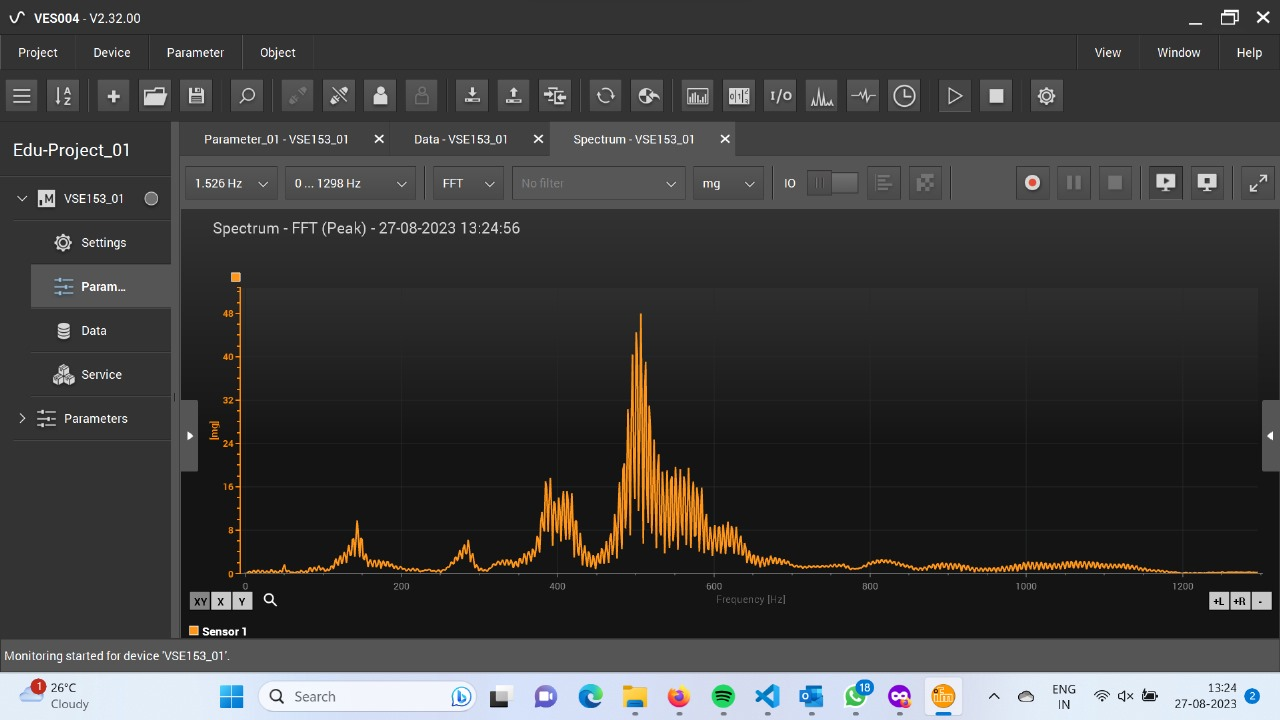 VES004 - V2.32.00
Project Device Parameter Object View Window Help
A Z
I/O
Parameter_01 - VSE153_01 Data - VSE153_01 Spectrum - VSE153_01
Edu-Project_01
1.526 Hz 0 ... 1298 Hz FFT No filter mg IO
VSE153_01
Spectrum - FFT (Peak) - 27-08-2023 13:24:56
Settings
Param...
Data
Service
Parameters
48
40
32
24
16
8
0
[mg]
0 200 400 600 800 1000 1200
Frequency [Hz]
XY X Y +L +R -
Sensor 1
Monitoring started for device 'VSE153_01'.
1
26°C
Cloudy
Search
18
ENG
IN
13:24
27-08-2023
2